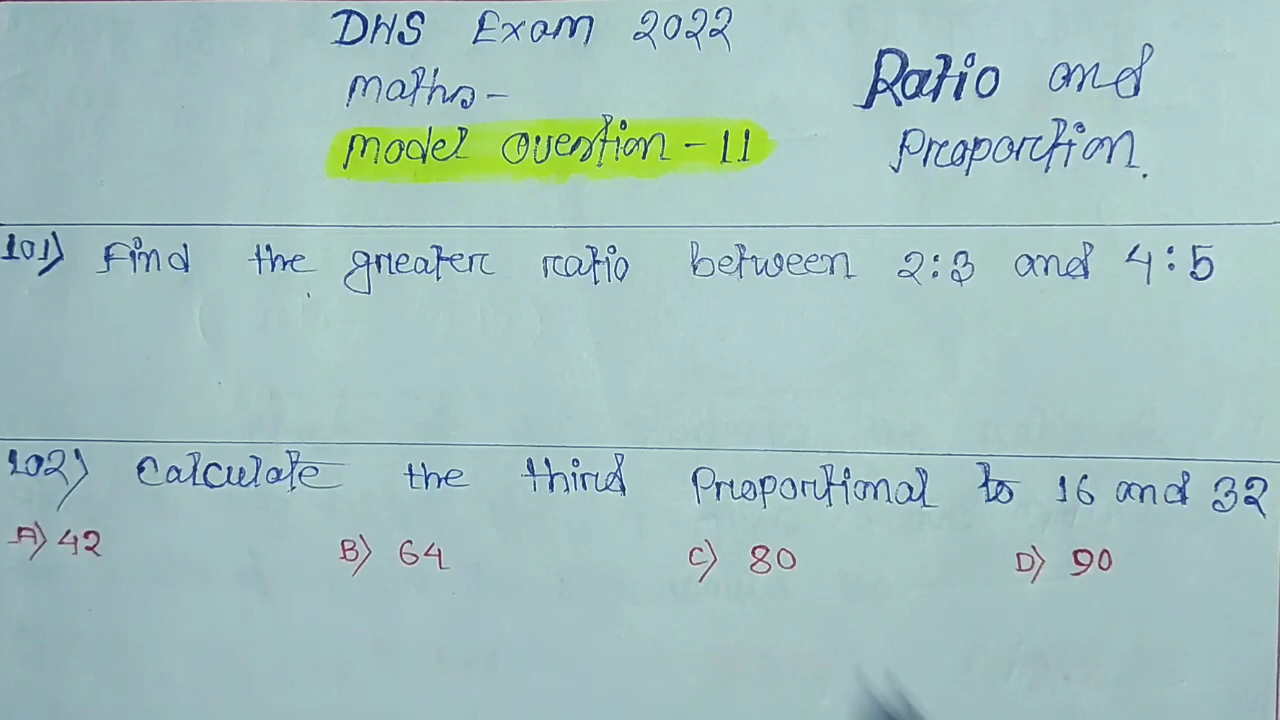 DHS Exam 2022
Maths-
Model Question - 11
Ratio and
Proportion.
101) Find the greater ratio between 2:3 and 4:5
102) Calculate the third Proportional to 16 and 32
A) 42 B) 64 C) 80 D) 90